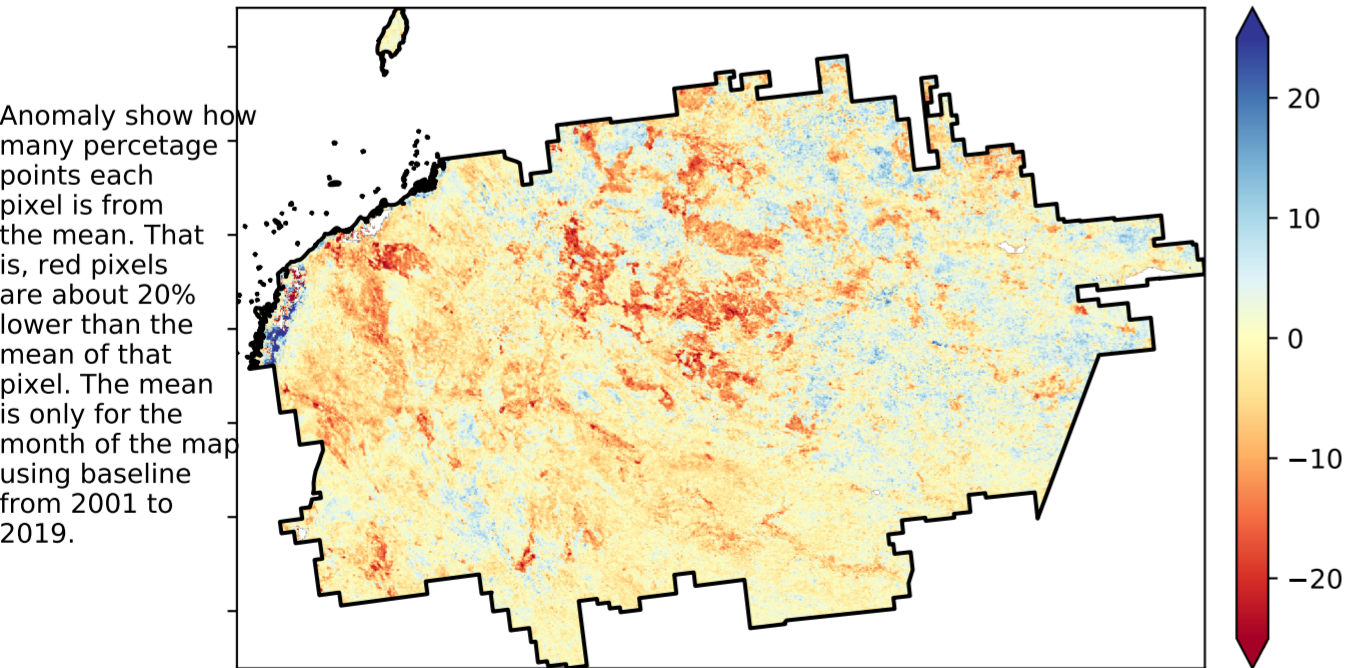 Anomaly show how
many percetage
points each
pixel is from
the mean. That
is, red pixels
are about 20%
lower than the
mean of that
pixel. The mean
is only for the
month of the map
using baseline
from 2001 to
2019.
20
10
0
−10
−20